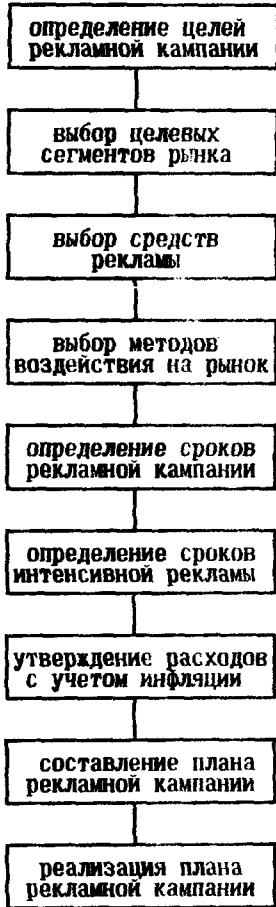 определение целей
рекламной кампании
выбор целевых
сегментов рынка
выбор средств
рекламы
выбор методов
воздействия на рынок
определение сроков
рекламной кампании
определение сроков
интенсивной рекламы
утверждение расходов
с учетом инфляции
составление плана
рекламной кампании
реализация плана
рекламной кампании